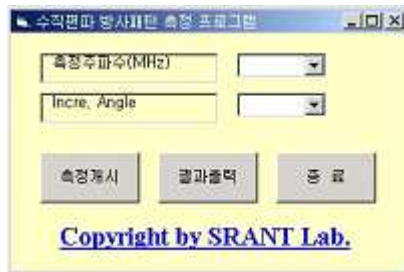 수직편파 방사패턴 측정 프로그램
측정주파수(MHz)
Incre, Angle
측정개시 결과출력 종 료
Copyright by SRANT Lab.